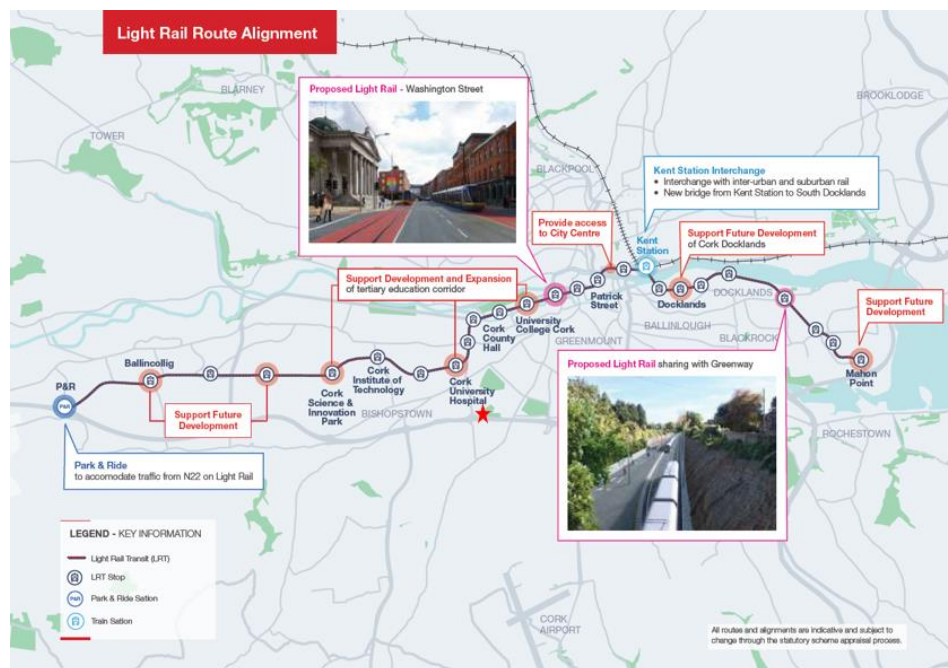 Light Rail Route Alignment
BLARNEY
TOWER
BROOKLODGE
BLACKPOOL
Proposed Light Rail - Washington Street
Kent Station Interchange
• Interchange with inter-urban and suburban rail
• New bridge from Kent Station to South Docklands
Provide access
to City Centre
Kent
Station
Support Future Development
of Cork Docklands
Support Development and Expansion
of tertiary education corridor
Patrick
Street
Docklands
DOCKLANDS
University
College Cork
Cork
County
Hall
GREENMOUNT
BALLINLOUGH
BLACKROCK
Support Future
Development
Mahon
Point
Ballincollig
P&R
P&R
Cork
Institute of
Technology
Cork
Science &
Innovation
Park
Cork
University
Hospital
BISHOPSTOWN
Support Future
Development
Proposed Light Rail sharing with Greenway
ROCHESTOWN
Park & Ride
to accomodate traffic from N22 on Light Rail
LEGEND - KEY INFORMATION
Light Rail Transit (LRT)
LRT Stop
P&R
Park & Ride Sation
Train Sation
CORK
AIRPORT
All routes and alignments are indicative and subject to
change through the statutory scheme appraisal process.